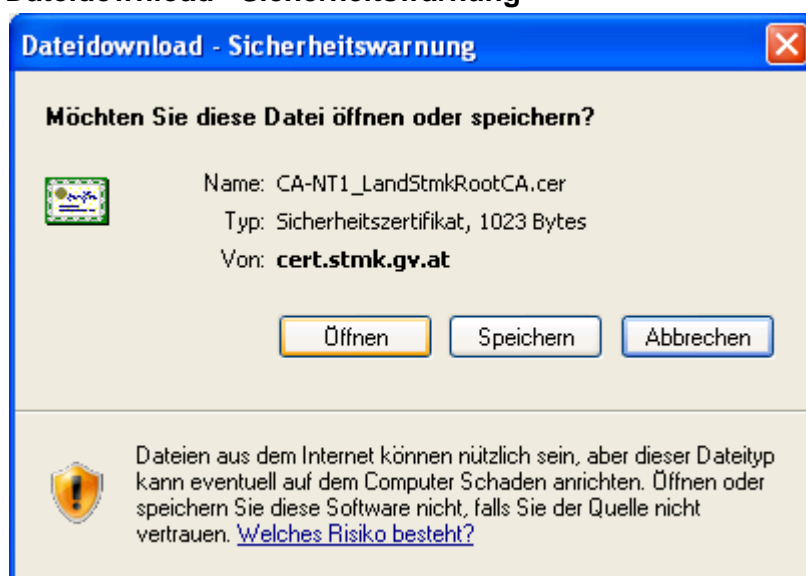 Dateidownload - Sicherheitswarnung
Dateidownload - Sicherheitswarnung
Möchten Sie diese Datei öffnen oder speichern?
Name: CA-NT1_LandStmkRootCA.cer
Typ: Sicherheitszertifikat, 1023 Bytes
Von: cert.stmk.gv.at
Öffnen Speichern Abbrechen
Dateien aus dem Internet können nützlich sein, aber dieser Dateityp
kann eventuell auf dem Computer Schaden anrichten. Öffnen oder
speichern Sie diese Software nicht, falls Sie der Quelle nicht
vertrauen. Welches Risiko besteht?